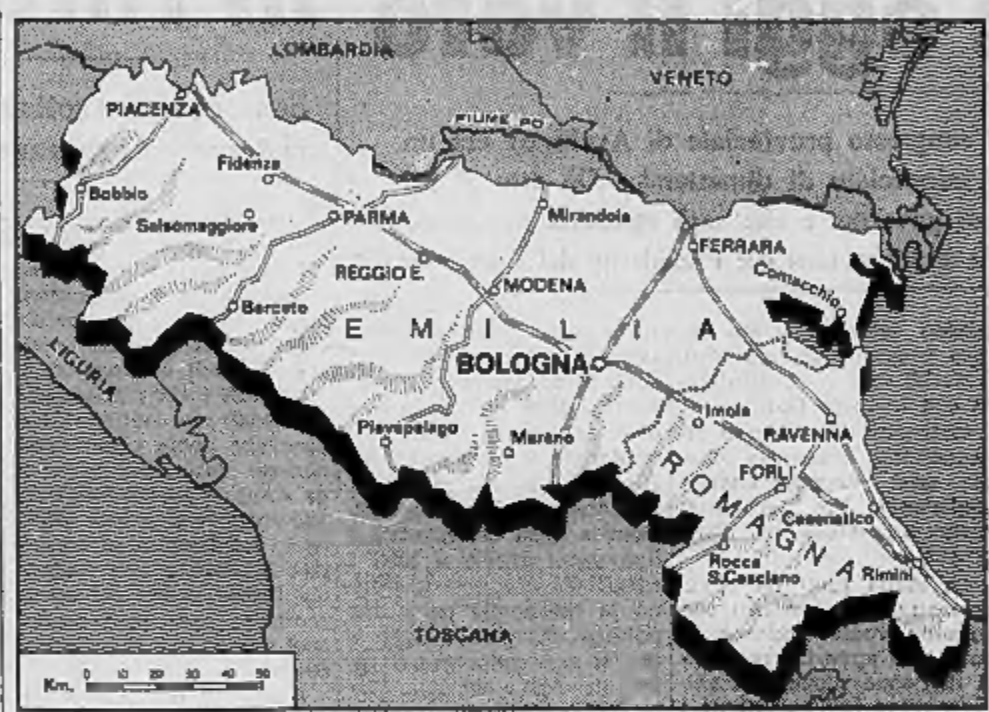 LOMBARDIA
VENETO
PIACENZA
FIUME PO
Fidenza
Bobbio
Mirandola
Salsomaggiore
PARMA
FERRARA
REGGIO E.
Comacchio
MODENA
Berceto
E M I L I A
LIGURIA
BOLOGNA
Imola
Pievepelago
Marano
RAVENNA
FORLI'
ROMAGNA
Cesenatico
Rocca
S.Casciano
Rimini
TOSCANA
Km. 0 10 20 30 40 50